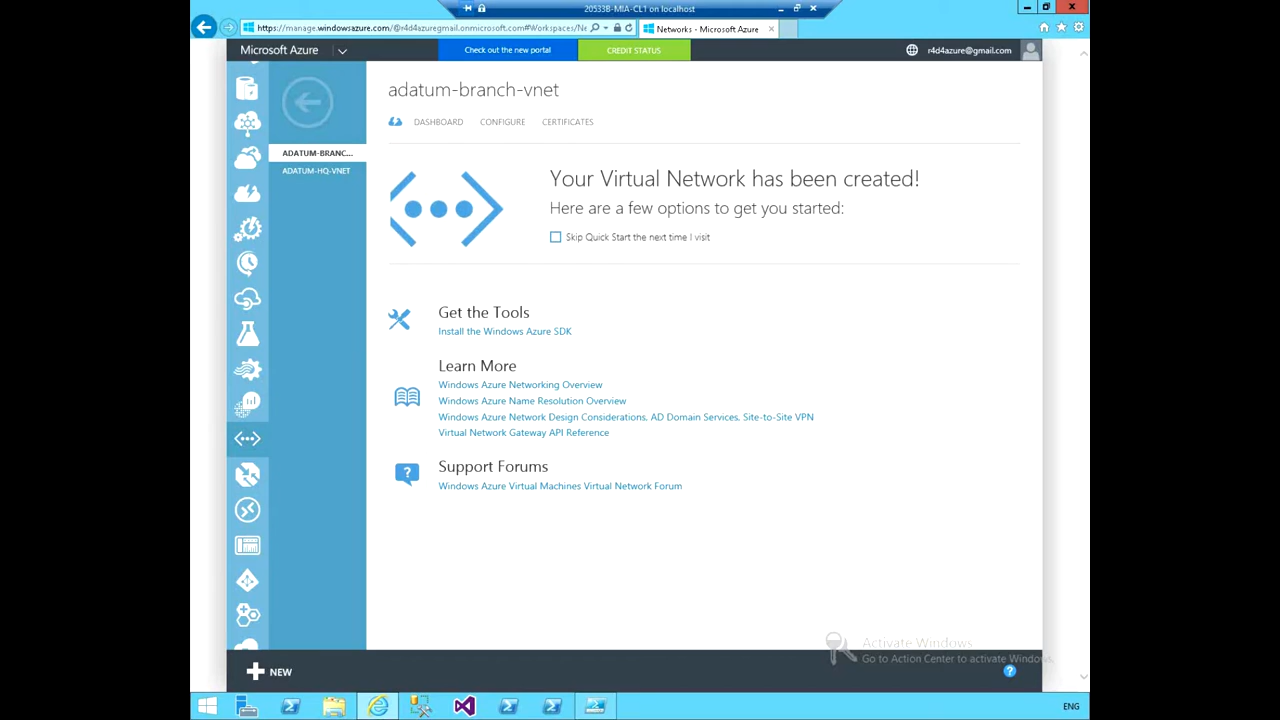 20533B-MIA-CL1 on localhost
https://manage.windowsazure.com/@r4d4azuregmail.onmicrosoft.com#Workspaces/Ne
Networks - Microsoft Azure
Microsoft Azure
Check out the new portal
CREDIT STATUS
r4d4azure@gmail.com
adatum-branch-vnet
DASHBOARD CONFIGURE CERTIFICATES
ADATUM-BRANC...
ADATUM-HQ-VNET
Your Virtual Network has been created!
Here are a few options to get you started:
Skip Quick Start the next time I visit
Get the Tools
Install the Windows Azure SDK
Learn More
Windows Azure Networking Overview
Windows Azure Name Resolution Overview
Windows Azure Network Design Considerations, AD Domain Services, Site-to-Site VPN
Virtual Network Gateway API Reference
Support Forums
Windows Azure Virtual Machines Virtual Network Forum
Activate Windows
Go to Action Center to activate Windows.
NEW
ENG